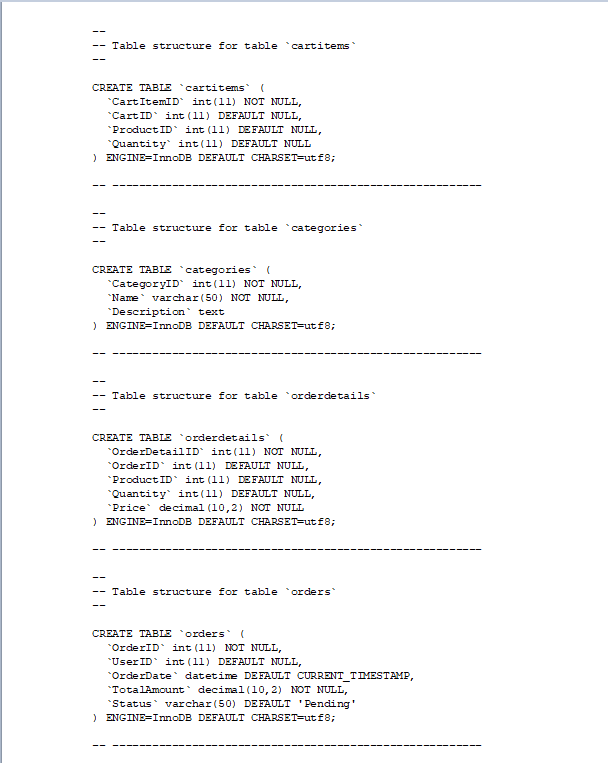 --
-- Table structure for table `cartitems`
--
CREATE TABLE `cartitems` (
`CartItemID` int(11) NOT NULL,
`CartID` int(11) DEFAULT NULL,
`ProductID` int(11) DEFAULT NULL,
`Quantity` int(11) DEFAULT NULL
) ENGINE=InnoDB DEFAULT CHARSET=utf8;
-- --------------------------------------------------------
--
-- Table structure for table `categories`
--
CREATE TABLE `categories` (
`CategoryID` int(11) NOT NULL,
`Name` varchar(50) NOT NULL,
`Description` text
) ENGINE=InnoDB DEFAULT CHARSET=utf8;
-- --------------------------------------------------------
--
-- Table structure for table `orderdetails`
--
CREATE TABLE `orderdetails` (
`OrderDetailID` int(11) NOT NULL,
`OrderID` int(11) DEFAULT NULL,
`ProductID` int(11) DEFAULT NULL,
`Quantity` int(11) DEFAULT NULL,
`Price` decimal(10,2) NOT NULL
) ENGINE=InnoDB DEFAULT CHARSET=utf8;
-- --------------------------------------------------------
--
-- Table structure for table `orders`
--
CREATE TABLE `orders` (
`OrderID` int(11) NOT NULL,
`UserID` int(11) DEFAULT NULL,
`OrderDate` datetime DEFAULT CURRENT_TIMESTAMP,
`TotalAmount` decimal(10,2) NOT NULL,
`Status` varchar(50) DEFAULT 'Pending'
) ENGINE=InnoDB DEFAULT CHARSET=utf8;
-- --------------------------------------------------------